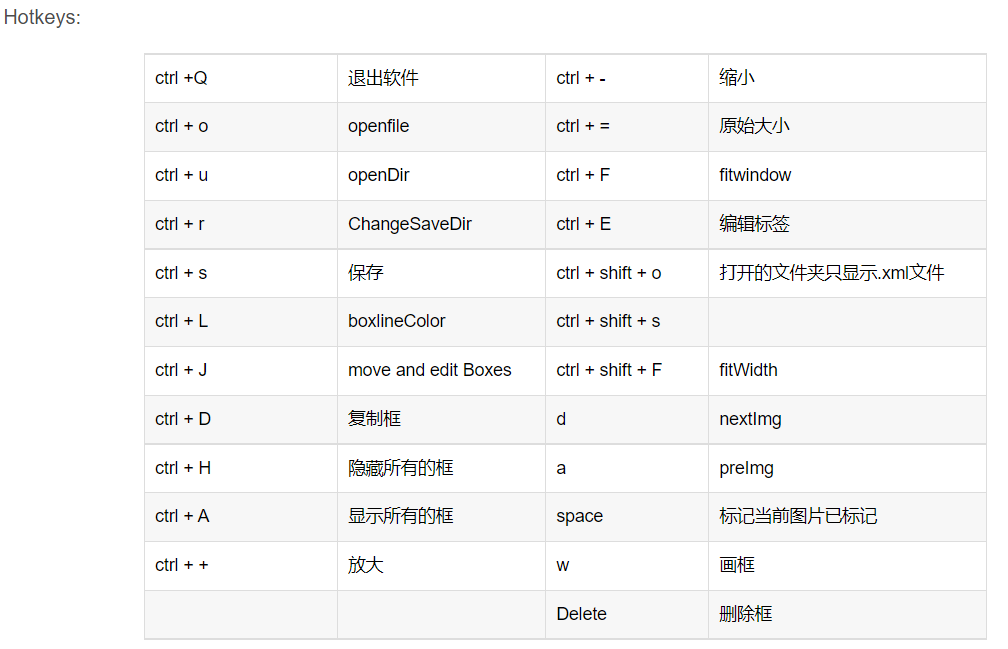 Hotkeys:
ctrl +Q 退出软件 ctrl + - 缩小
ctrl + o openfile ctrl + = 原始大小
ctrl + u openDir ctrl + F fitwindow
ctrl + r ChangeSaveDir ctrl + E 编辑标签
ctrl + s 保存 ctrl + shift + o 打开的文件夹只显示.xml文件
ctrl + L boxlineColor ctrl + shift + s
ctrl + J move and edit Boxes ctrl + shift + F fitWidth
ctrl + D 复制框 d nextImg
ctrl + H 隐藏所有的框 a preImg
ctrl + A 显示所有的框 space 标记当前图片已标记
ctrl + + 放大 w 画框
Delete 删除框